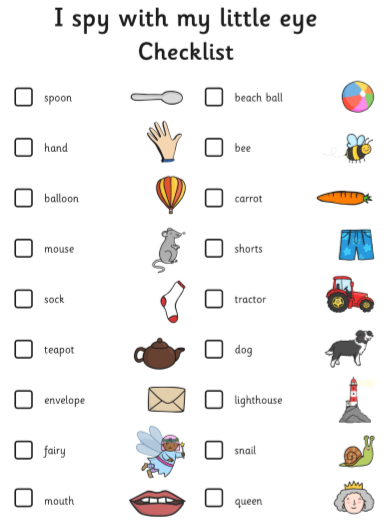 I spy with my little eye
Checklist
spoon
hand
balloon
mouse
sock
teapot
envelope
fairy
mouth
beach ball
bee
carrot
shorts
tractor
dog
lighthouse
snail
queen